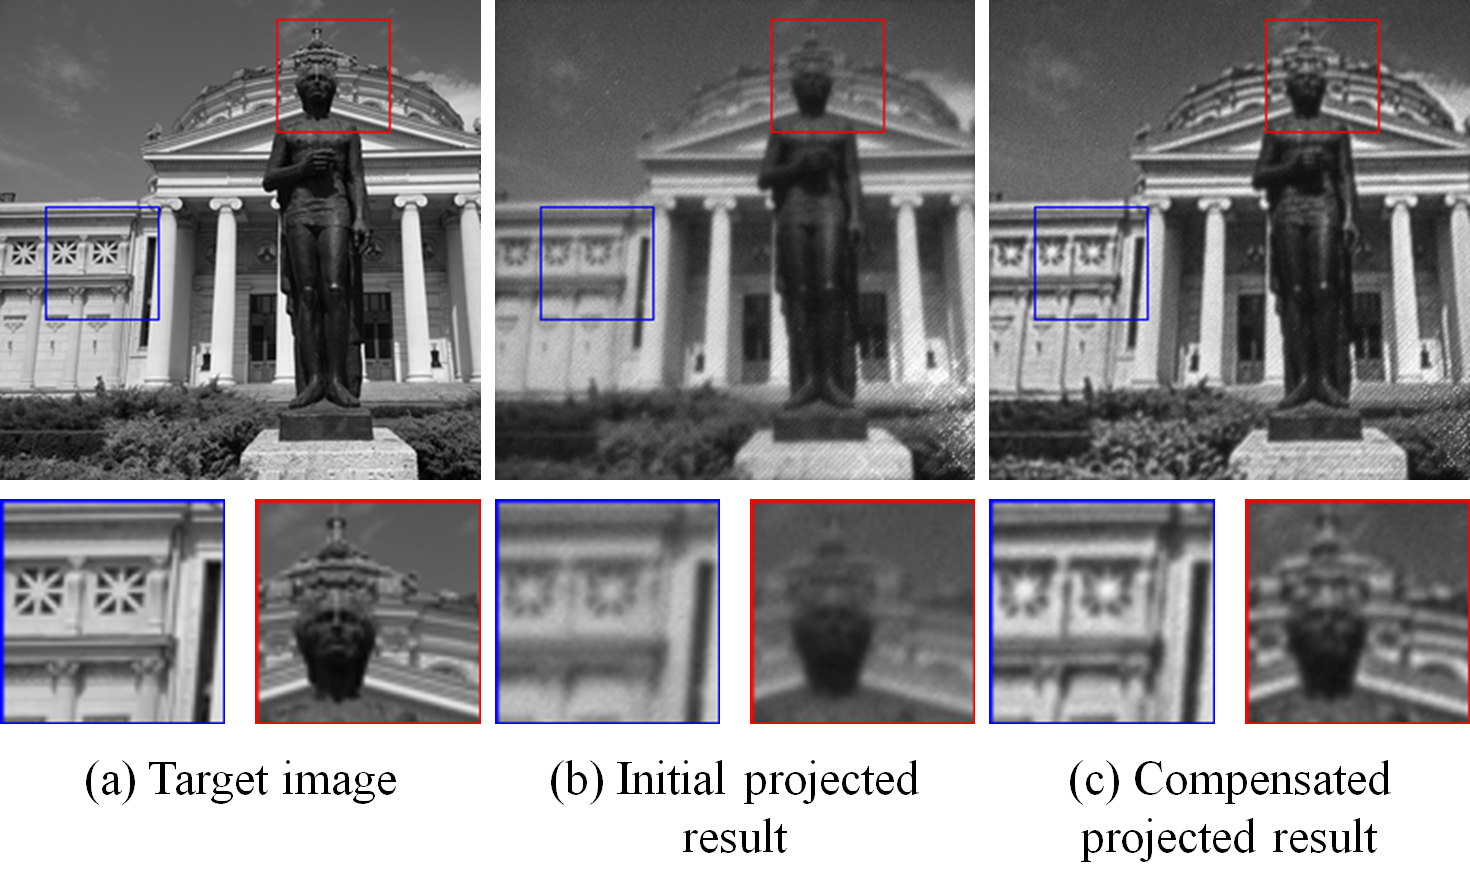 (a) Target image
(b) Initial projected
result
(c) Compensated
projected result